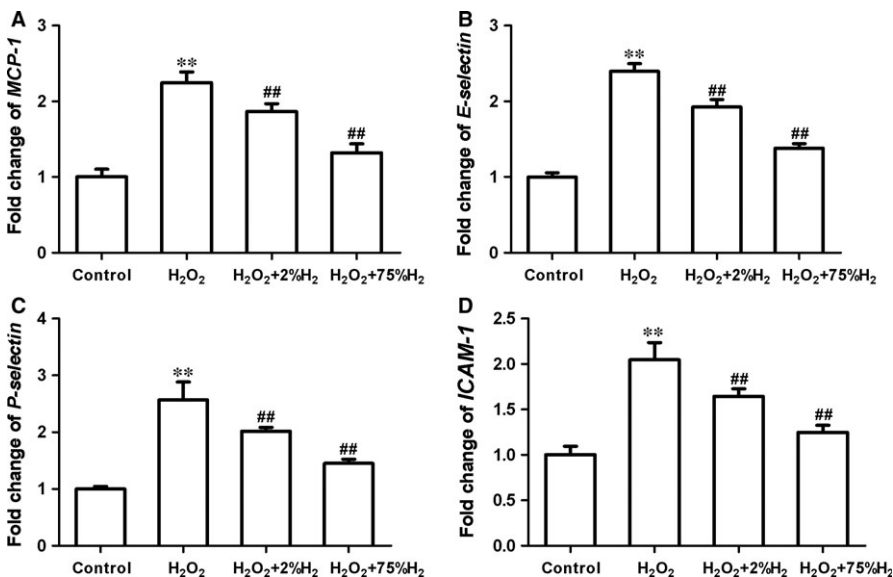 A
Fold change of MCP-1
3
2
1
0
**
##
##
Control
H₂O₂
H₂O₂+2%H₂
H₂O₂+75%H₂
B
Fold change of E-selectin
3
2
1
0
**
##
##
Control
H₂O₂
H₂O₂+2%H₂
H₂O₂+75%H₂
C
Fold change of P-selectin
4
3
2
1
0
**
##
##
Control
H₂O₂
H₂O₂+2%H₂
H₂O₂+75%H₂
D
Fold change of ICAM-1
2.5
2.0
1.5
1.0
0.5
0.0
**
##
##
Control
H₂O₂
H₂O₂+2%H₂
H₂O₂+75%H₂